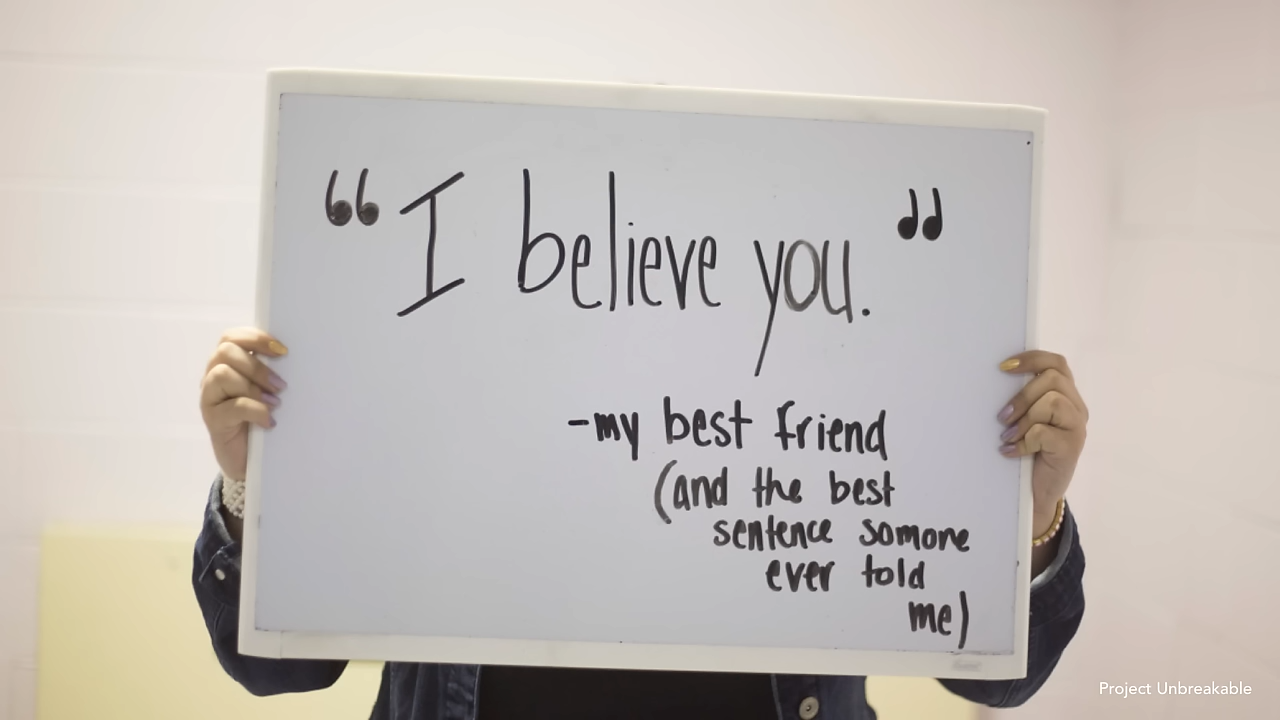 “I believe you.”
-my best friend
(and the best
sentence somone
ever told
me)
Project Unbreakable